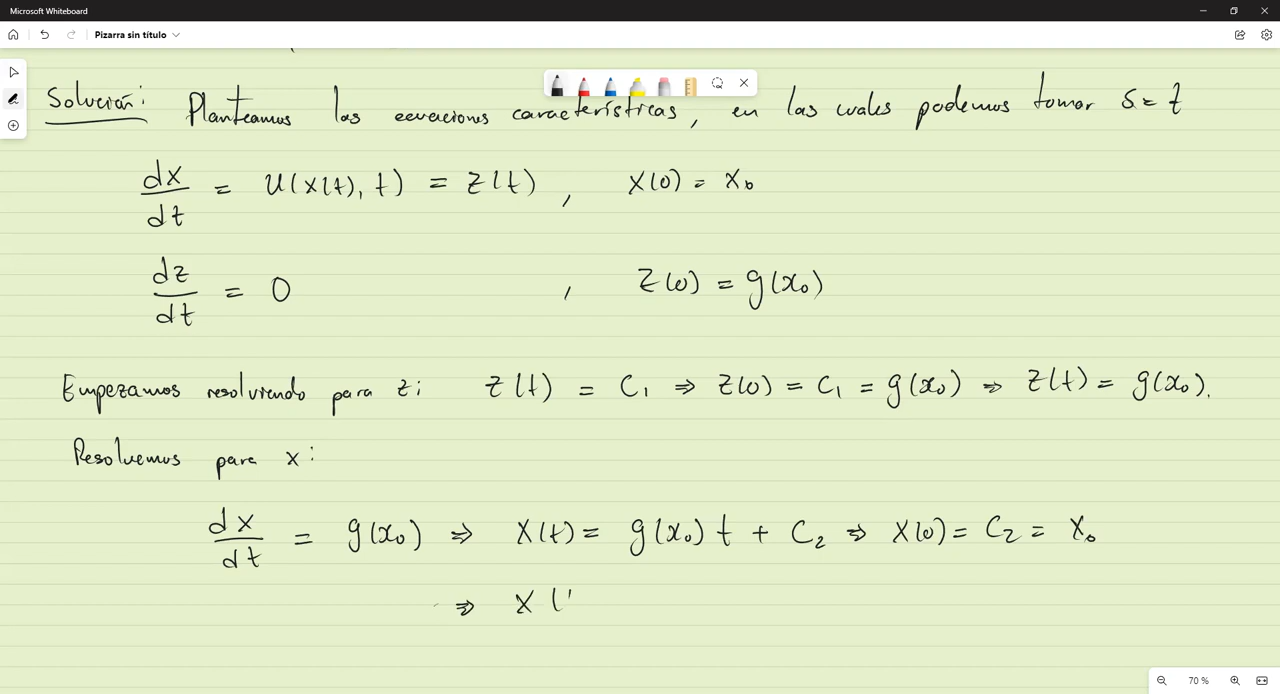 Microsoft Whiteboard
Pizarra sin título
Solución: Planteamos las ecuaciones características, en las cuales podemos tomar s = t
dx/dt = u(x(t), t) = z(t) , x(0) = x₀
dz/dt = 0 , z(0) = g(x₀)
Empezamos resolviendo para z: z(t) = C₁ ⇒ z(0) = C₁ = g(x₀) ⇒ z(t) = g(x₀).
Resolvemos para x:
dx/dt = g(x₀) ⇒ x(t) = g(x₀) t + C₂ ⇒ x(0) = C₂ = x₀
⇒ x (
70 %